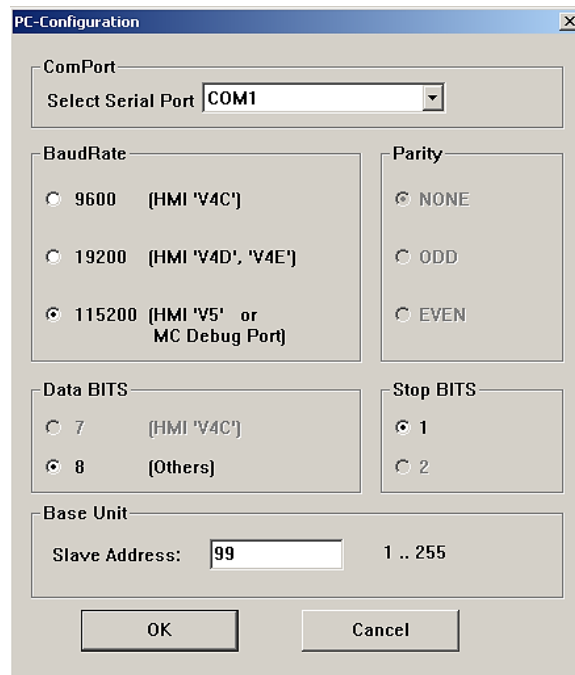 PC-Configuration
ComPort
Select Serial Port COM1
BaudRate
9600 (HMI 'V4C')
19200 (HMI 'V4D', 'V4E')
115200 (HMI 'V5' or
MC Debug Port)
Parity
NONE
ODD
EVEN
Data BITS
7 (HMI 'V4C')
8 (Others)
Stop BITS
1
2
Base Unit
Slave Address: 99 1 .. 255
OK Cancel